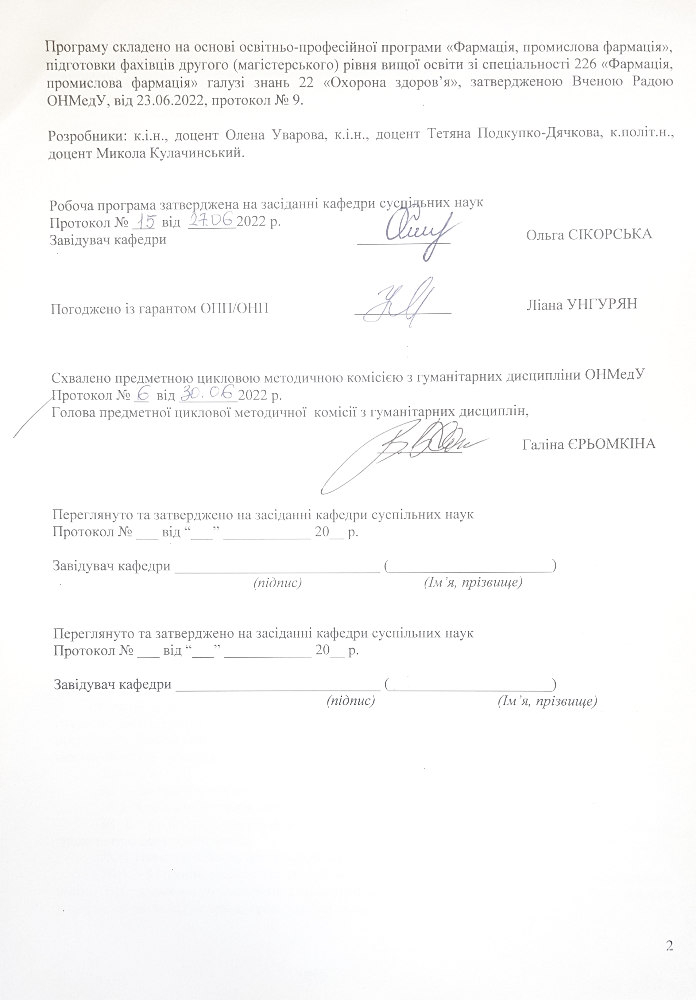 Програму складено на основі освітньо-професійної програми «Фармація, промислова фармація»,
підготовки фахівців другого (магістерського) рівня вищої освіти зі спеціальності 226 «Фармація,
промислова фармація» галузі знань 22 «Охорона здоров’я», затвердженою Вченою Радою
ОНМедУ, від 23.06.2022, протокол № 9.
Розробники: к.і.н., доцент Олена Уварова, к.і.н., доцент Тетяна Подкупко-Дячкова, к.політ.н.,
доцент Микола Кулачинський.
Робоча програма затверджена на засіданні кафедри суспільних наук
Протокол № 15 від 27.06 2022 р.
Завідувач кафедри Ольга СІКОРСЬКА
Погоджено із гарантом ОПП/ОНП Ліана УНГУРЯН
Схвалено предметною цикловою методичною комісією з гуманітарних дисципліни ОНМедУ
Протокол № 6 від 30.06 2022 р.
Голова предметної циклової методичної комісії з гуманітарних дисциплін,
Галіна ЄРЬОМКІНА
Переглянуто та затверджено на засіданні кафедри суспільних наук
Протокол № ___ від “___” ____________ 20__ р.
Завідувач кафедри ____________________________ (______________________)
(підпис) (Ім’я, прізвище)
Переглянуто та затверджено на засіданні кафедри суспільних наук
Протокол № ___ від “___” ____________ 20__ р.
Завідувач кафедри ____________________________ (______________________)
(підпис) (Ім’я, прізвище)
2